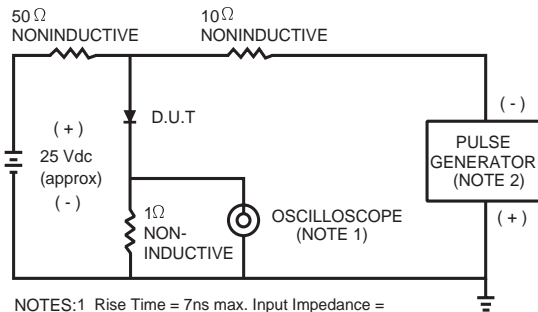 50Ω
NONINDUCTIVE
10Ω
NONINDUCTIVE
D.U.T
(+)
25 Vdc
(approx)
(-)
1Ω
NON-
INDUCTIVE
OSCILLOSCOPE
(NOTE 1)
(-)
PULSE
GENERATOR
(NOTE 2)
(+)
NOTES:1 Rise Time = 7ns max. Input Impedance =